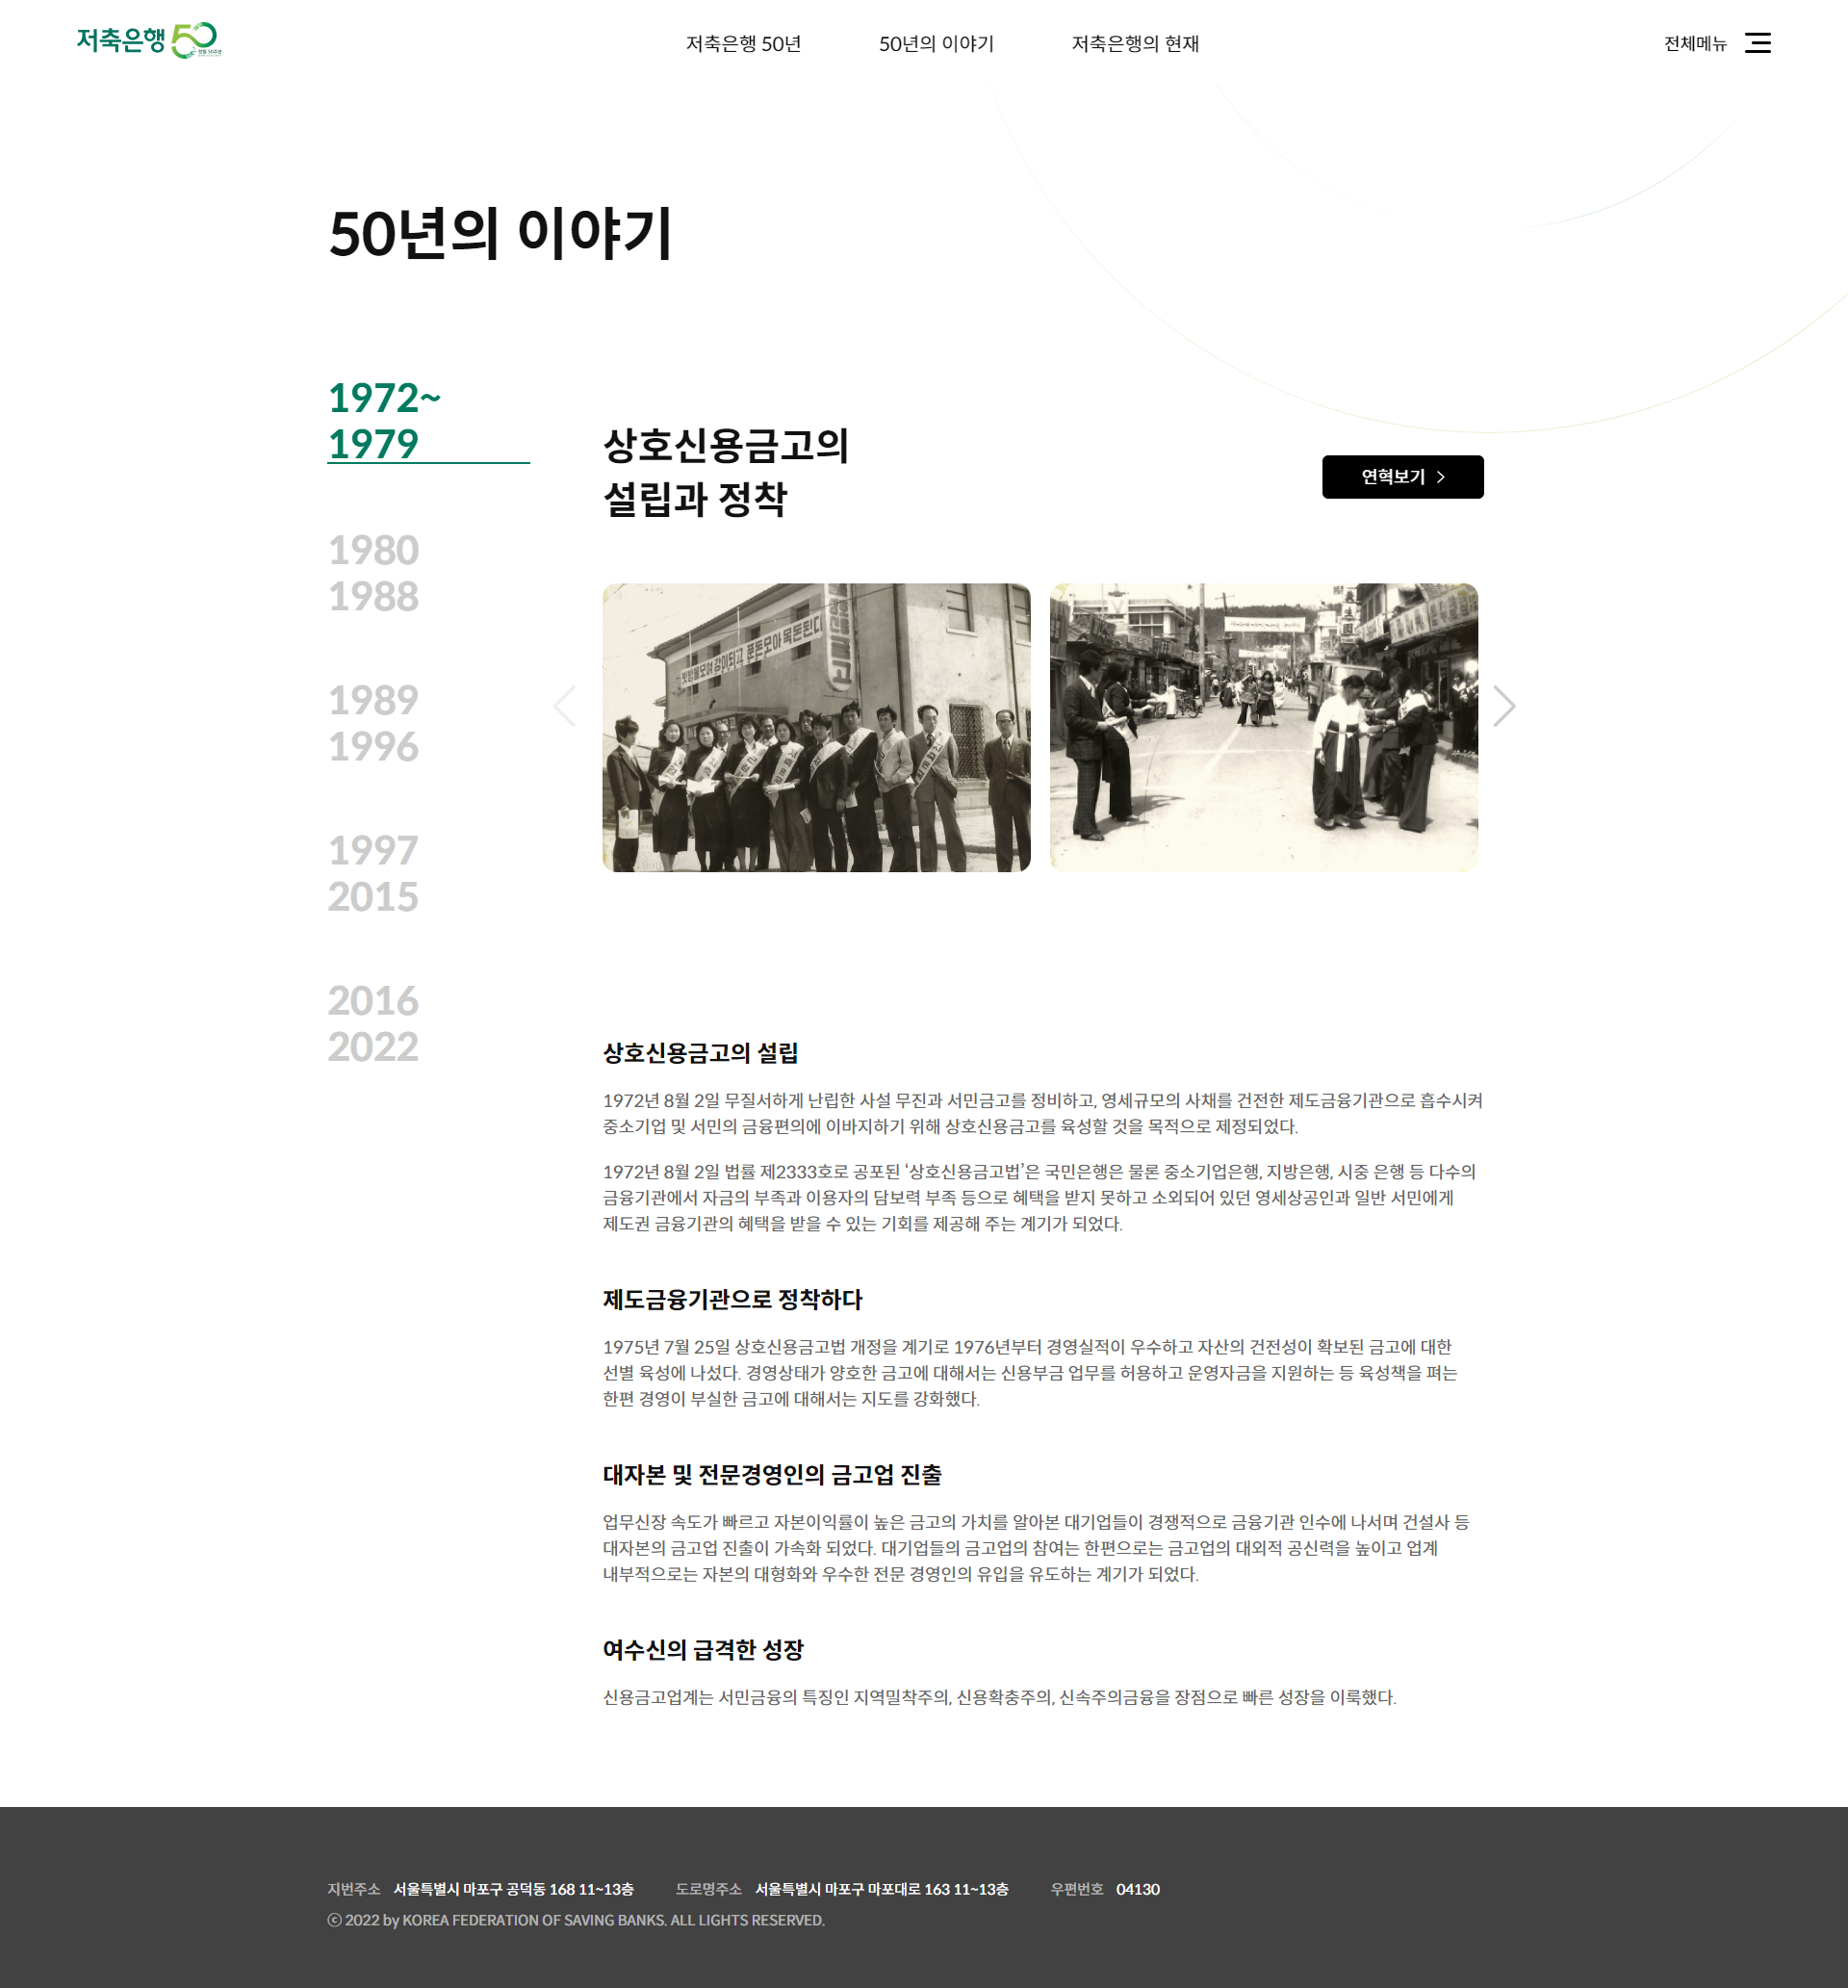 저축은행 50
창립 50주년
저축은행 50년
50년의 이야기
저축은행의 현재
전체메뉴
50년의 이야기
1972~
1979
1980
1988
1989
1996
1997
2015
2016
2022
상호신용금고의
설립과 정착
연혁보기
상호신용금고의 설립
1972년 8월 2일 무질서하게 난립한 사설 무진과 서민금고를 정비하고, 영세규모의 사채를 건전한 제도금융기관으로 흡수시켜
중소기업 및 서민의 금융편의에 이바지하기 위해 상호신용금고를 육성할 것을 목적으로 제정되었다.
1972년 8월 2일 법률 제2333호로 공포된 ‘상호신용금고법’은 국민은행은 물론 중소기업은행, 지방은행, 시중 은행 등 다수의
금융기관에서 자금의 부족과 이용자의 담보력 부족 등으로 혜택을 받지 못하고 소외되어 있던 영세상공인과 일반 서민에게
제도권 금융기관의 혜택을 받을 수 있는 기회를 제공해 주는 계기가 되었다.
제도금융기관으로 정착하다
1975년 7월 25일 상호신용금고법 개정을 계기로 1976년부터 경영실적이 우수하고 자산의 건전성이 확보된 금고에 대한
선별 육성에 나섰다. 경영상태가 양호한 금고에 대해서는 신용부금 업무를 허용하고 운영자금을 지원하는 등 육성책을 펴는
한편 경영이 부실한 금고에 대해서는 지도를 강화했다.
대자본 및 전문경영인의 금고업 진출
업무신장 속도가 빠르고 자본이익률이 높은 금고의 가치를 알아본 대기업들이 경쟁적으로 금융기관 인수에 나서며 건설사 등
대자본의 금고업 진출이 가속화 되었다. 대기업들의 금고업의 참여는 한편으로는 금고업의 대외적 공신력을 높이고 업계
내부적으로는 자본의 대형화와 우수한 전문 경영인의 유입을 유도하는 계기가 되었다.
여수신의 급격한 성장
신용금고업계는 서민금융의 특징인 지역밀착주의, 신용확충주의, 신속주의금융을 장점으로 빠른 성장을 이룩했다.
지번주소 서울특별시 마포구 공덕동 168 11~13층 도로명주소 서울특별시 마포구 마포대로 163 11~13층 우편번호 04130
ⓒ 2022 by KOREA FEDERATION OF SAVING BANKS. ALL LIGHTS RESERVED.